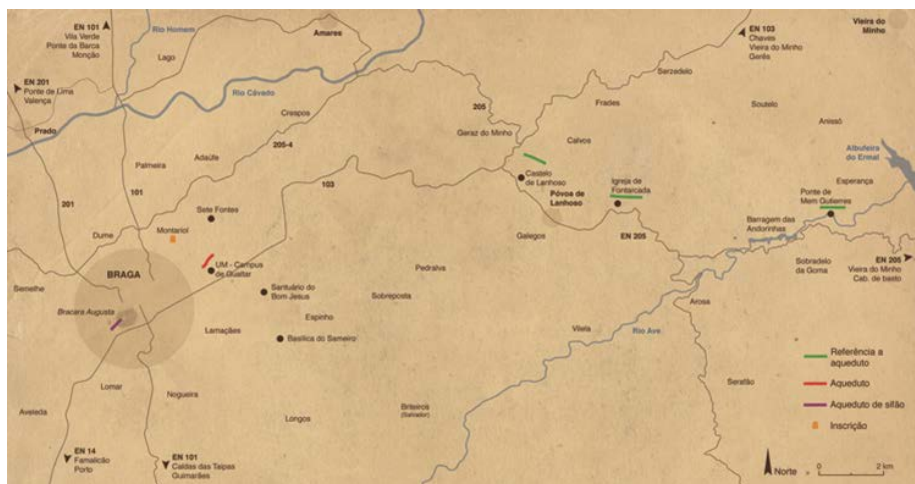 EN 101
Vila Verde
Ponte da Barca
Monção
Rio Homem
Lago
Amares
EN 103
Chaves
Vieira do Minho
Gerês
Vieira do
Minho
EN 201
Ponte de Lima
Valença
Rio Cávado
Prado
Crespos
205
Serzedelo
Frades
Soutelo
Geraz do Minho
Calvos
Anissó
205-4
Adaúfe
Palmeira
Albufeira
do Ermal
Castelo
de Lanhoso
Igreja de
Fontarcada
Esperança
103
101
201
Póvoa de
Lanhoso
Ponte de
Mem Gutierres
Sete Fontes
Montariol
Dume
Galegos
EN 205
Barragem das
Andorinhas
UM - Campus
de Gualtar
BRAGA
Pedralva
Sobradelo
da Goma
EN 205
Vieira do Minho
Cab. de basto
Semelhe
Santuário do
Bom Jesus
Sobreposta
Arosa
Bracara Augusta
Espinho
Lamaçães
Basílica do Sameiro
Vilela
Rio Ave
Referência a
aqueduto
Aqueduto
Aqueduto de sifão
Inscrição
Lomar
Nogueira
Serafão
Aveleda
Longos
Briteiros
(Salvador)
EN 14
Famalicão
Porto
EN 101
Caldas das Taipas
Guimarães
Norte
0
2 km